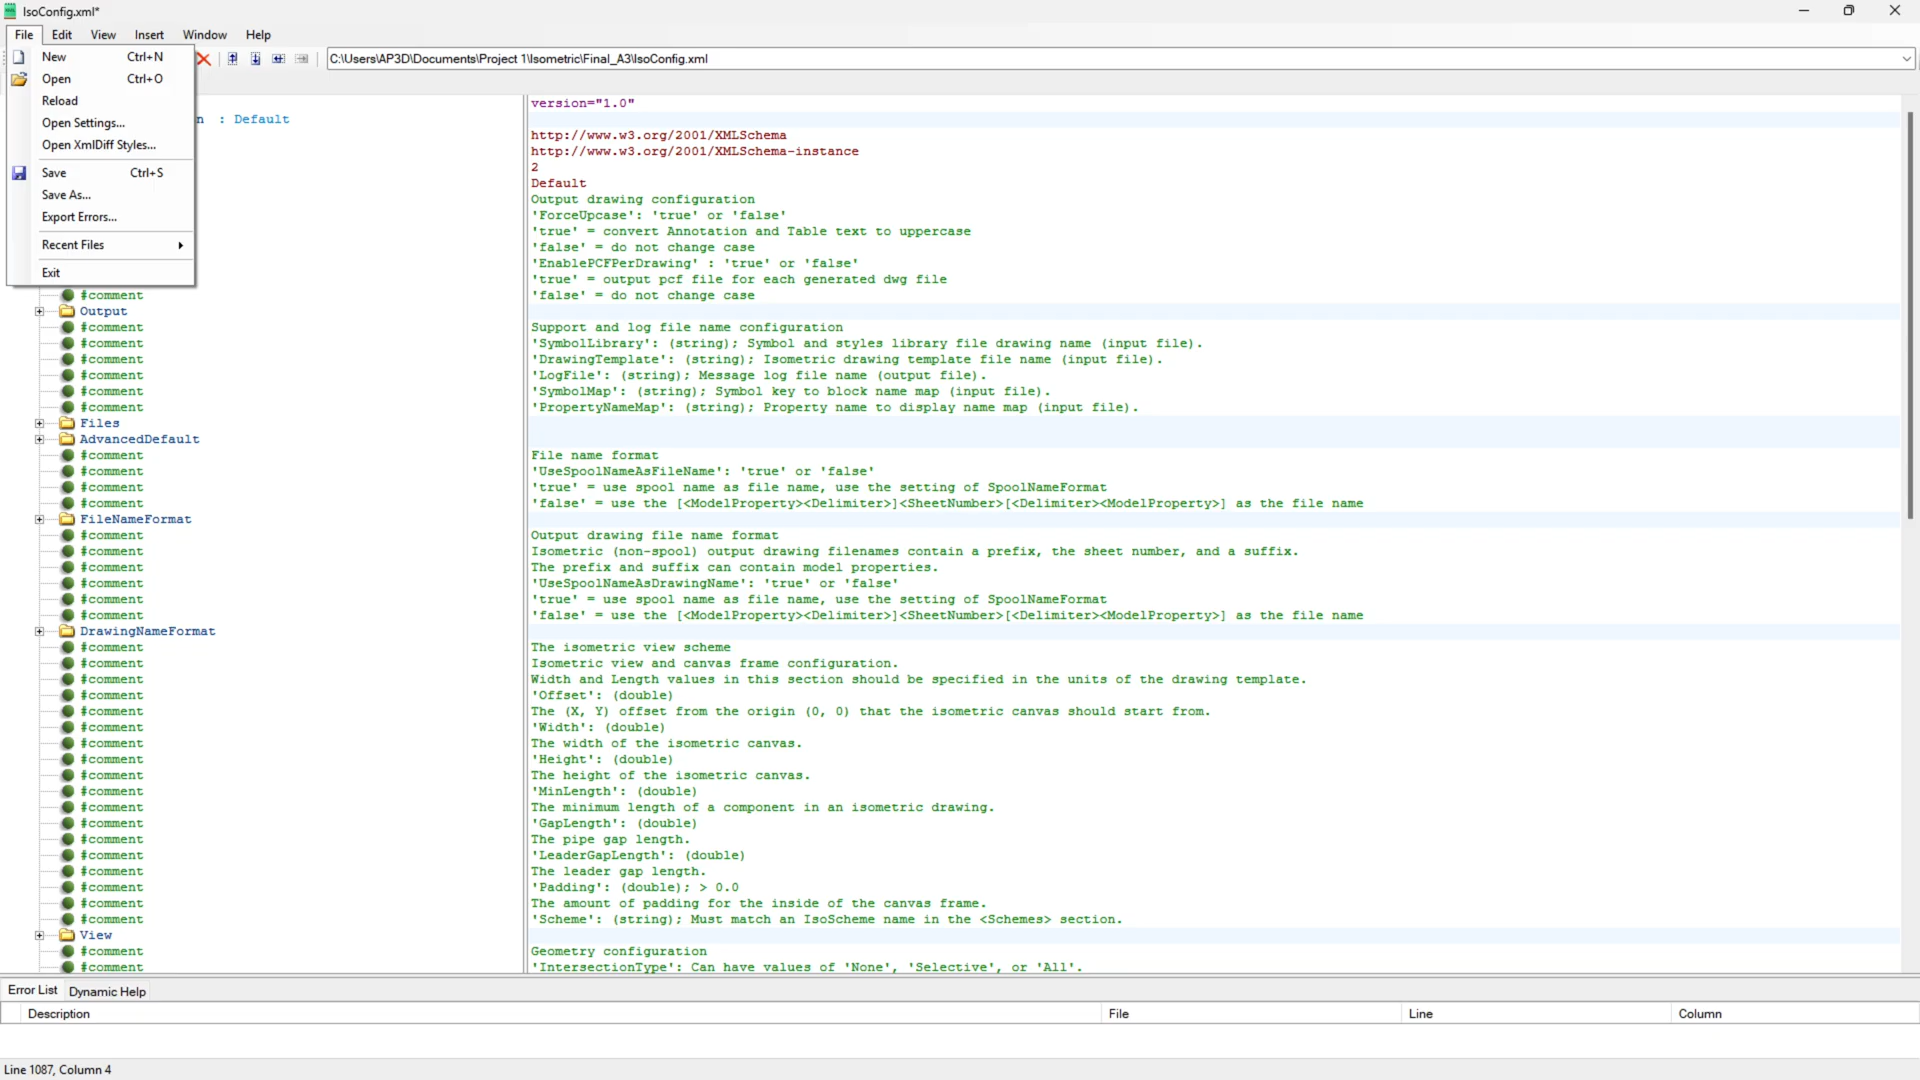 IsoConfig.xml*
File Edit View Insert Window Help
New Ctrl+N
Open Ctrl+O
Reload
Open Settings...
Open XmlDiff Styles...
Save Ctrl+S
Save As...
Export Errors...
Recent Files
Exit
C:\Users\AP3D\Documents\Project 1\Isometric\Final_A3\IsoConfig.xml
version="1.0"
n : Default
http://www.w3.org/2001/XMLSchema
http://www.w3.org/2001/XMLSchema-instance
2
Default
Output drawing configuration
'ForceUpcase': 'true' or 'false'
'true' = convert Annotation and Table text to uppercase
'false' = do not change case
'EnablePCFPerDrawing' : 'true' or 'false'
'true' = output pcf file for each generated dwg file
#comment 'false' = do not change case
Output
#comment Support and log file name configuration
#comment 'SymbolLibrary': (string); Symbol and styles library file drawing name (input file).
#comment 'DrawingTemplate': (string); Isometric drawing template file name (input file).
#comment 'LogFile': (string); Message log file name (output file).
#comment 'SymbolMap': (string); Symbol key to block name map (input file).
#comment 'PropertyNameMap': (string); Property name to display name map (input file).
Files
AdvancedDefault
#comment File name format
#comment 'UseSpoolNameAsFileName': 'true' or 'false'
#comment 'true' = use spool name as file name, use the setting of SpoolNameFormat
#comment 'false' = use the [<ModelProperty><Delimiter>]<SheetNumber>[<Delimiter><ModelProperty>] as the file name
FileNameFormat
#comment Output drawing file name format
#comment Isometric (non-spool) output drawing filenames contain a prefix, the sheet number, and a suffix.
#comment The prefix and suffix can contain model properties.
#comment 'UseSpoolNameAsDrawingName': 'true' or 'false'
#comment 'true' = use spool name as file name, use the setting of SpoolNameFormat
#comment 'false' = use the [<ModelProperty><Delimiter>]<SheetNumber>[<Delimiter><ModelProperty>] as the file name
DrawingNameFormat
#comment The isometric view scheme
#comment Isometric view and canvas frame configuration.
#comment Width and Length values in this section should be specified in the units of the drawing template.
#comment 'Offset': (double)
#comment The (X, Y) offset from the origin (0, 0) that the isometric canvas should start from.
#comment 'Width': (double)
#comment The width of the isometric canvas.
#comment 'Height': (double)
#comment The height of the isometric canvas.
#comment 'MinLength': (double)
#comment The minimum length of a component in an isometric drawing.
#comment 'GapLength': (double)
#comment The pipe gap length.
#comment 'LeaderGapLength': (double)
#comment The leader gap length.
#comment 'Padding': (double); > 0.0
#comment The amount of padding for the inside of the canvas frame.
#comment 'Scheme': (string); Must match an IsoScheme name in the <Schemes> section.
View
#comment Geometry configuration
#comment 'IntersectionType': Can have values of 'None', 'Selective', or 'All'.
Error List Dynamic Help
Description File Line Column
Line 1087, Column 4